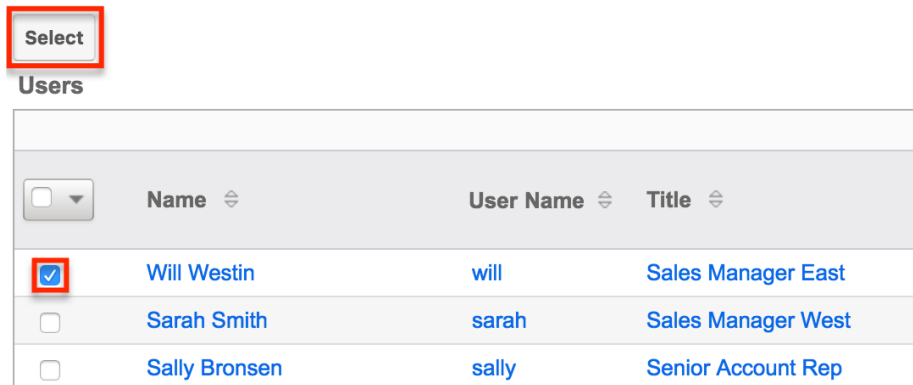 Select
Users
Name User Name Title
Will Westin will Sales Manager East
Sarah Smith sarah Sales Manager West
Sally Bronsen sally Senior Account Rep